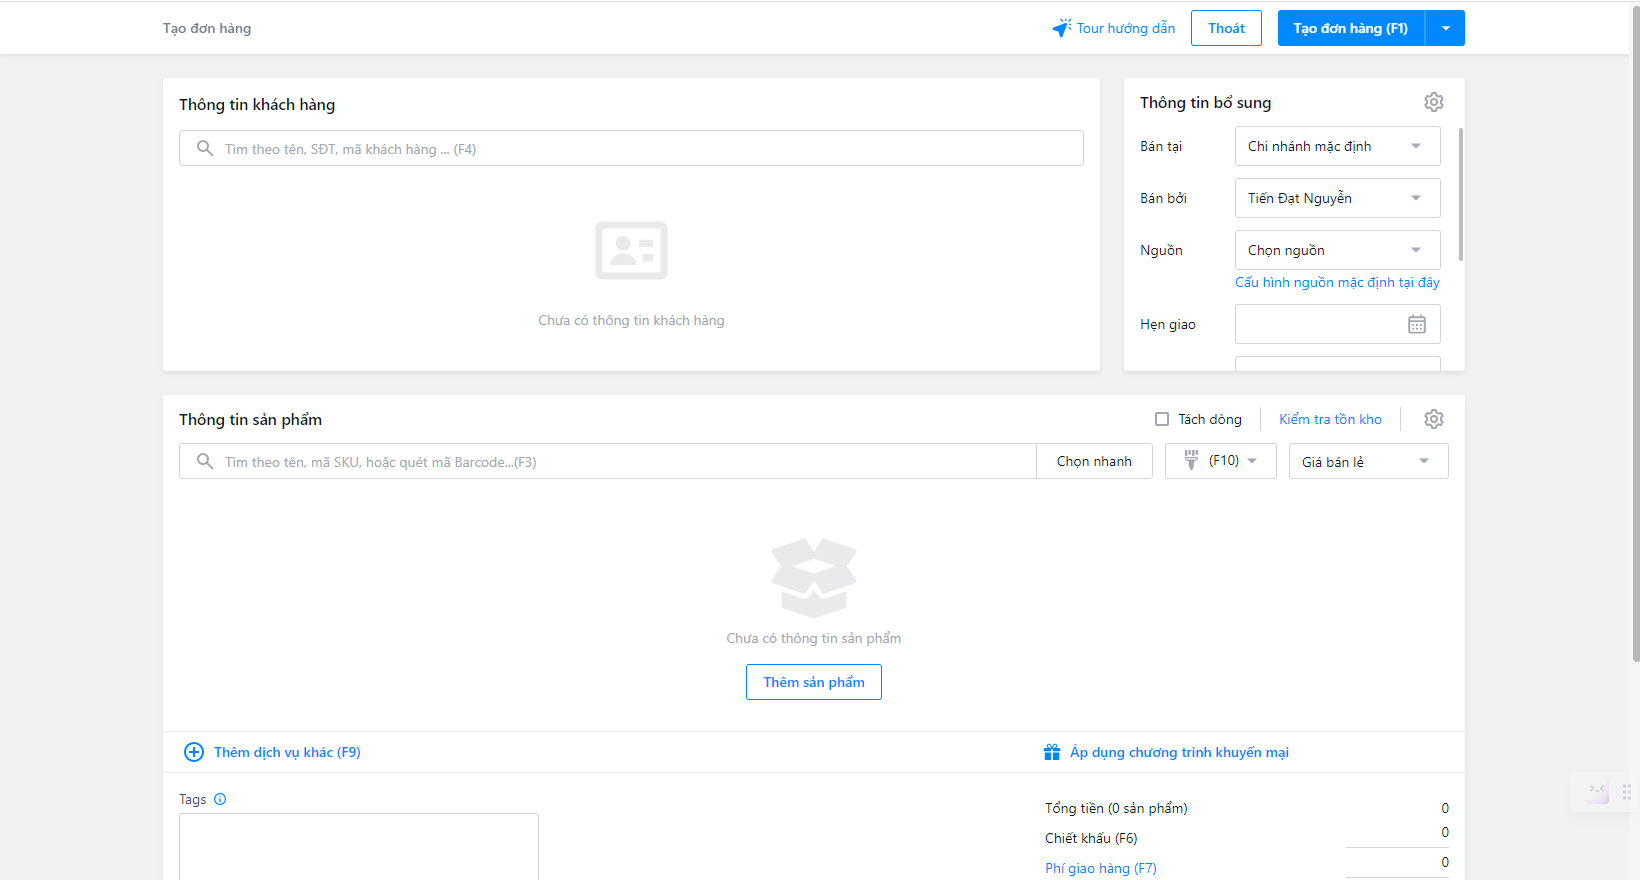 Tạo đơn hàng
Tour hướng dẫn
Thoát
Tạo đơn hàng (F1)
Thông tin khách hàng
Tìm theo tên, SĐT, mã khách hàng ... (F4)
Chưa có thông tin khách hàng
Thông tin bổ sung
Bán tại
Chi nhánh mặc định
Bán bởi
Tiến Đạt Nguyễn
Nguồn
Chọn nguồn
Cấu hình nguồn mặc định tại đây
Hẹn giao
Thông tin sản phẩm
Tách dòng
Kiểm tra tồn kho
Tìm theo tên, mã SKU, hoặc quét mã Barcode...(F3)
Chọn nhanh
(F10)
Giá bán lẻ
Chưa có thông tin sản phẩm
Thêm sản phẩm
Thêm dịch vụ khác (F9)
Áp dụng chương trình khuyến mại
Tags
Tổng tiền (0 sản phẩm) 0
Chiết khấu (F6) 0
Phí giao hàng (F7) 0